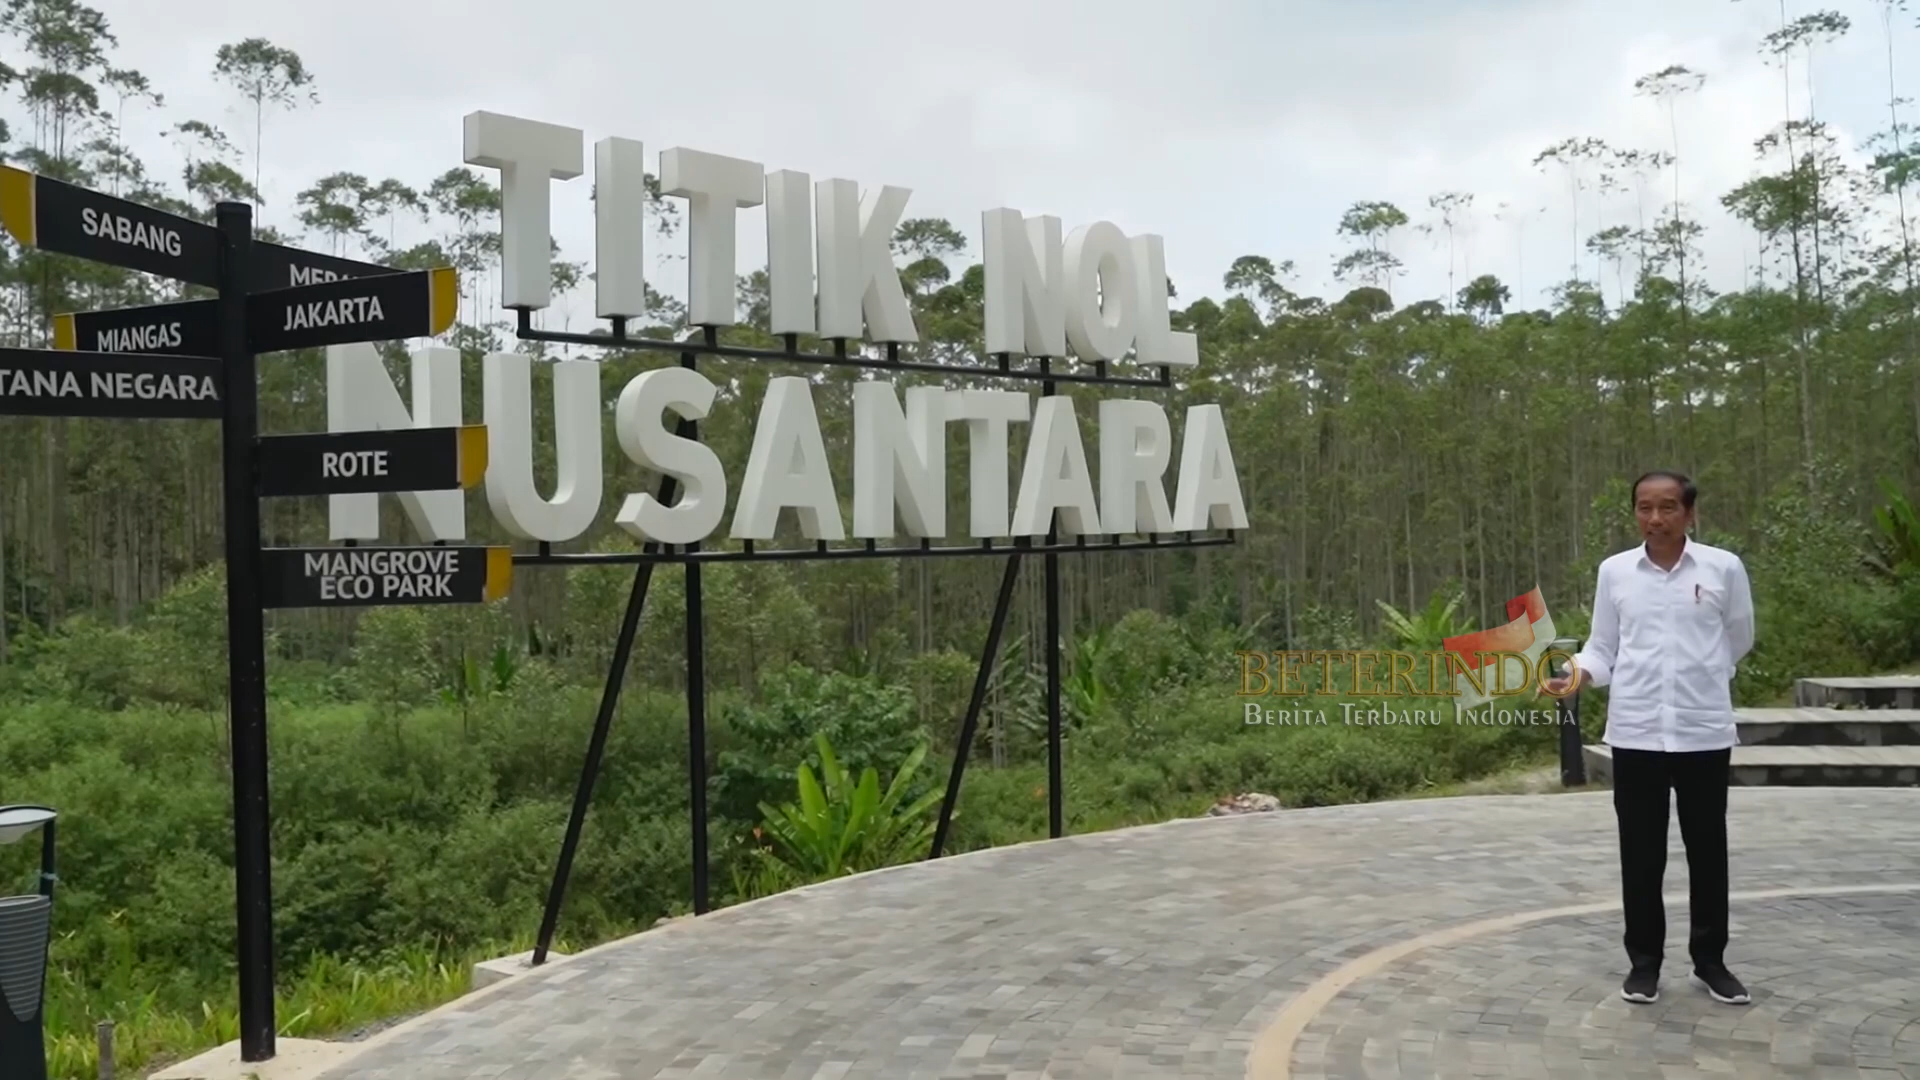 TITIK NOL
NUSANTARA
SABANG
JAKARTA
MIANGAS
TANA NEGARA
ROTE
MANGROVE
ECO PARK
BETERINDO
BERITA TERBARU INDONESIA